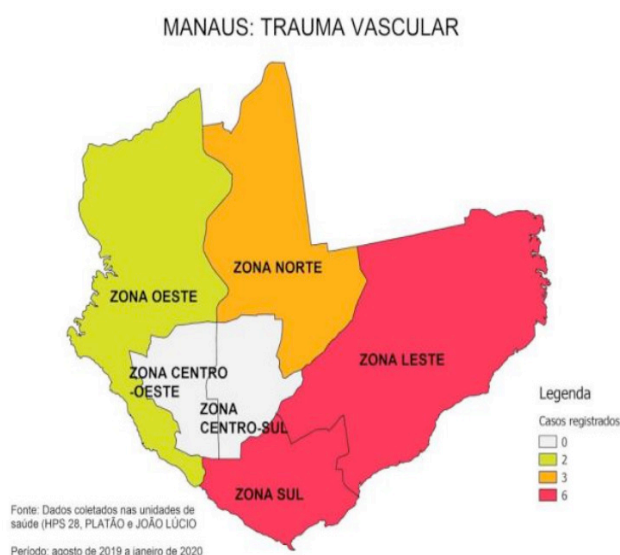 MANAUS: TRAUMA VASCULAR
ZONA NORTE
ZONA OESTE
ZONA LESTE
ZONA CENTRO
-OESTE
ZONA
CENTRO-SUL
ZONA SUL
Legenda
Casos registrados
0
2
3
6
Fonte: Dados coletados nas unidades de
saúde (HPS 28, PLATÃO e JOÃO LÚCIO
Período: agosto de 2019 a janeiro de 2020